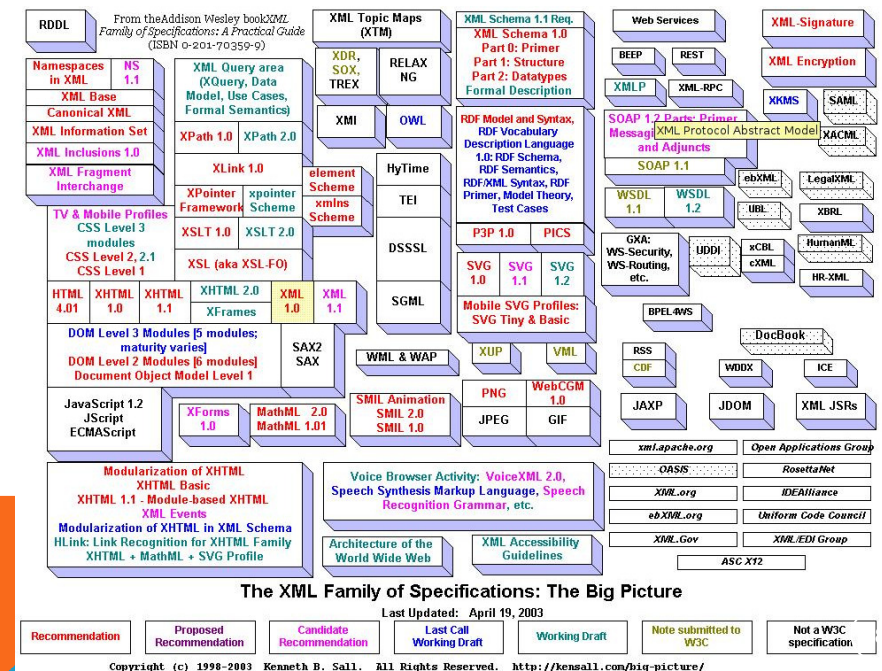 RDDL
From theAddison Wesley bookXML
Family of Specifications: A Practical Guide
(ISBN 0-201-70359-9)
Namespaces
in XML
NS
1.1
XML Base
Canonical XML
XML Information Set
XML Inclusions 1.0
XML Fragment
Interchange
XML Query area
(XQuery, Data
Model, Use Cases,
Formal Semantics)
XPath 1.0
XPath 2.0
XLink 1.0
XPointer
Framework
xpointer
Scheme
element
Scheme
xmlns
Scheme
XSLT 1.0
XSLT 2.0
XSL (aka XSL-FO)
TV & Mobile Profiles
CSS Level 3
modules
CSS Level 2, 2.1
CSS Level 1
HTML
4.01
XHTML
1.0
XHTML
1.1
XHTML 2.0
XFrames
XML
1.0
XML
1.1
DOM Level 3 Modules [5 modules;
maturity varies]
DOM Level 2 Modules [6 modules]
Document Object Model Level 1
SAX2
SAX
JavaScript 1.2
JScript
ECMAScript
XForms
1.0
MathML 2.0
MathML 1.01
XML Topic Maps
(XTM)
XDR,
SOX,
TREX
RELAX
NG
XMI
OWL
HyTime
TEI
DSSSL
SGML
WML & WAP
XUP
VML
SMIL Animation
SMIL 2.0
SMIL 1.0
PNG
WebCGM
1.0
JPEG
GIF
XML Schema 1.1 Req.
XML Schema 1.0
Part 0: Primer
Part 1: Structure
Part 2: Datatypes
Formal Description
RDF Model and Syntax,
RDF Vocabulary
Description Language
1.0: RDF Schema,
RDF Semantics,
RDF/XML Syntax, RDF
Primer, Model Theory,
Test Cases
P3P 1.0
PICS
SVG
1.0
SVG
1.1
SVG
1.2
Mobile SVG Profiles:
SVG Tiny & Basic
Web Services
BEEP
REST
XMLP
XML-RPC
SOAP 1.2 Parts: Primer
Messagi
XML Protocol Abstract Model
and Adjuncts
SOAP 1.1
WSDL
1.1
WSDL
1.2
GXA:
WS-Security,
WS-Routing,
etc.
UDDI
XML-Signature
XML Encryption
XKMS
SAML
XACML
ebXML
LegalXML
UBL
XBRL
xCBL
cXML
HumanML
HR-XML
BPEL4WS
DocBook
RSS
CDF
WDDX
ICE
JAXP
JDOM
XML JSRs
xml.apache.org
Open Applications Group
OASIS
RosettaNet
XML.org
IDEAlliance
ebXML.org
Uniform Code Council
XML.Gov
XML/EDI Group
ASC X12
Modularization of XHTML
XHTML Basic
XHTML 1.1 - Module-based XHTML
XML Events
Modularization of XHTML in XML Schema
HLink: Link Recognition for XHTML Family
XHTML + MathML + SVG Profile
Voice Browser Activity: VoiceXML 2.0,
Speech Synthesis Markup Language, Speech
Recognition Grammar, etc.
Architecture of the
World Wide Web
XML Accessibility
Guidelines
The XML Family of Specifications: The Big Picture
Last Updated: April 19, 2003
Recommendation
Proposed
Recommendation
Candidate
Recommendation
Last Call
Working Draft
Working Draft
Note submitted to
W3C
Not a W3C
specification
Copyright (c) 1998-2003 Kenneth B. Sall. All Rights Reserved. http://kensall.com/big-picture/